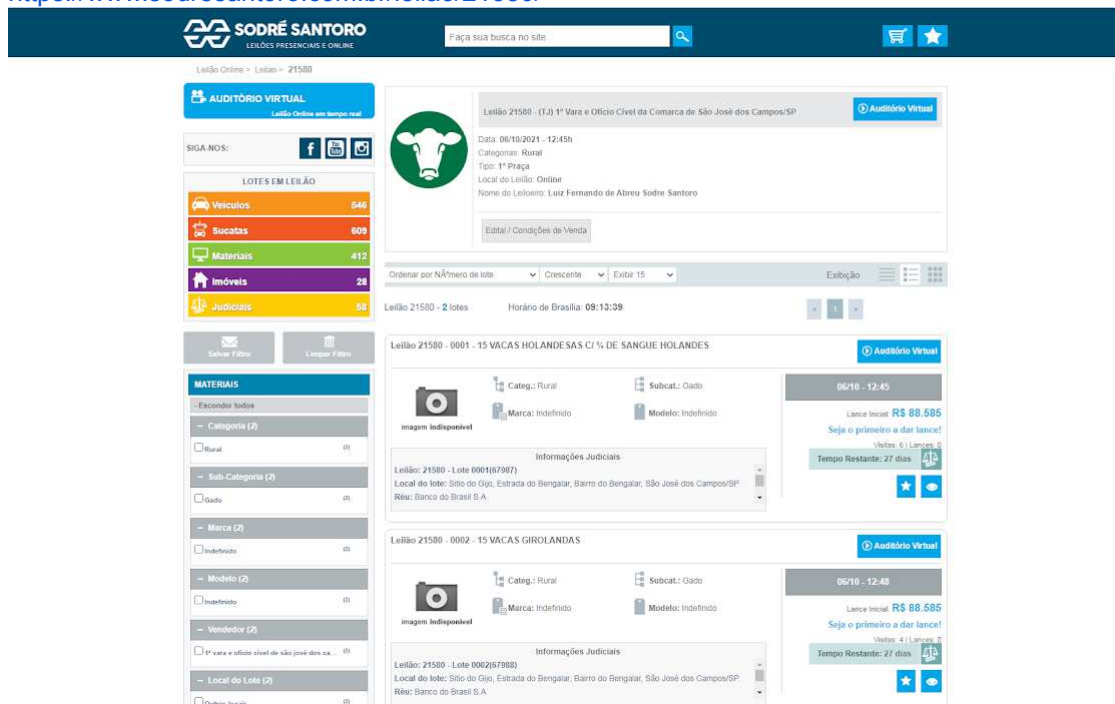 SODRÉ SANTORO
LEILÕES PRESENCIAIS E ONLINE
Faça sua busca no site
Leilão Online > Leilao > 21580
AUDITÓRIO VIRTUAL
Leilão Online em tempo real
SIGA-NOS:
LOTES EM LEILÃO
Veículos 546
Sucatas 609
Materiais 412
Imóveis 28
Judiciais 58
Salvar Filtro
Limpar Filtro
MATERIAIS
- Esconder todos
– Categoria (2)
Rural (2)
– Sub-Categoria (2)
Gado (2)
– Marca (2)
Indefinido (2)
– Modelo (2)
Indefinido (2)
– Vendedor (2)
1ª vara e ofício cível de são josé dos ca... (2)
– Local do Lote (2)
Leilão 21580 - (TJ) 1ª Vara e Ofício Cível da Comarca de São José dos Campos/SP
Auditório Virtual
Data: 06/10/2021 - 12:45h
Categorias: Rural
Tipo: 1ª Praça
Local do Leilão: Online
Nome do Leiloeiro: Luiz Fernando de Abreu Sodre Santoro
Edital / Condições de Venda
Ordenar por NÃºmero de lote
Crescente
Exibir 15
Exibição
Leilão 21580 - 2 lotes
Horário de Brasília: 09:13:39
< 1 >
Leilão 21580 - 0001 - 15 VACAS HOLANDESAS C/ ¾ DE SANGUE HOLANDES
Auditório Virtual
imagem indisponível
Categ.: Rural
Subcat.: Gado
Marca: Indefinido
Modelo: Indefinido
Informações Judiciais
Leilão: 21580 - Lote 0001(67987)
Local do lote: Sítio do Gijo, Estrada do Bengalar, Bairro do Bengalar, São José dos Campos/SP
Réu: Banco do Brasil S.A
06/10 - 12:45
Lance Inicial: R$ 88.585
Seja o primeiro a dar lance!
Visitas: 6 | Lances: 0
Tempo Restante: 27 dias
Leilão 21580 - 0002 - 15 VACAS GIROLANDAS
Auditório Virtual
imagem indisponível
Categ.: Rural
Subcat.: Gado
Marca: Indefinido
Modelo: Indefinido
Informações Judiciais
Leilão: 21580 - Lote 0002(67988)
Local do lote: Sítio do Gijo, Estrada do Bengalar, Bairro do Bengalar, São José dos Campos/SP
Réu: Banco do Brasil S.A
06/10 - 12:48
Lance Inicial: R$ 88.585
Seja o primeiro a dar lance!
Visitas: 4 | Lances: 0
Tempo Restante: 27 dias